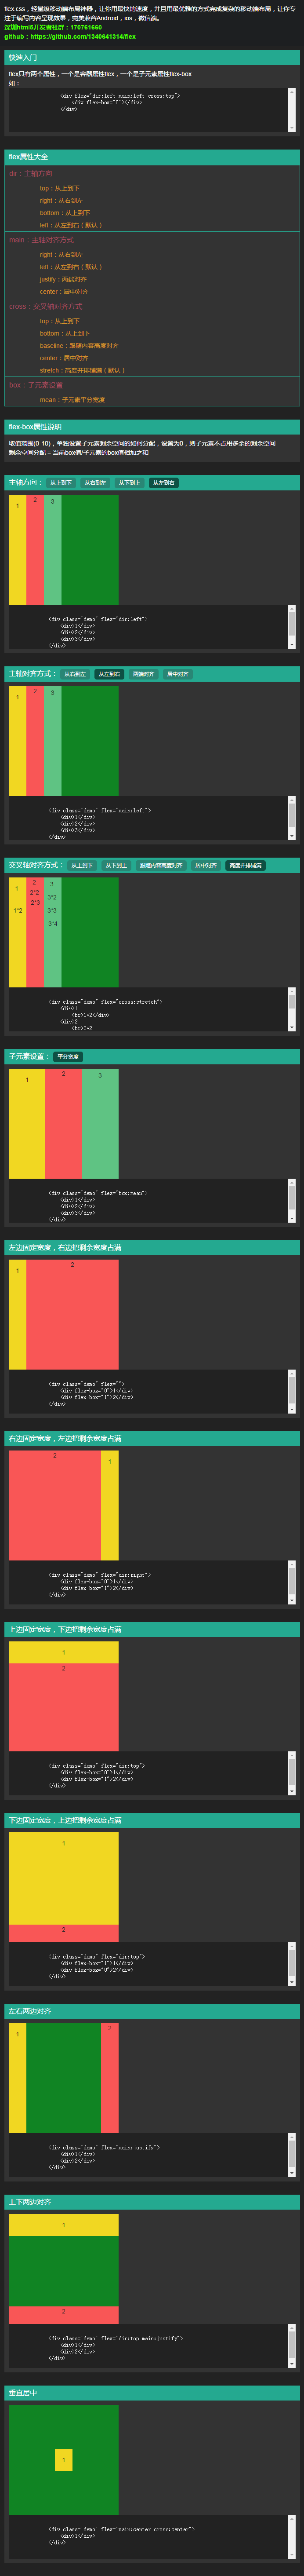 flex.css，轻量级移动端布局神器，让你用最快的速度，并且用最优雅的方式完成复杂的移动端布局，让你专
注于编写内容呈现效果，完美兼容Android，ios，微信端。
深圳html5开发者社群：170761660
github：https://github.com/1340641314/flex
快速入门
flex只有两个属性，一个是容器属性flex，一个是子元素属性flex-box
如：
<div flex="dir:left main:left cross:top">
<div flex-box="0"></div>
</div>
flex属性大全
dir：主轴方向
top：从上到下
right：从右到左
bottom：从上到下
left：从左到右（默认）
main：主轴对齐方式
right：从右到左
left：从左到右（默认）
justify：两端对齐
center：居中对齐
cross：交叉轴对齐方式
top：从上到下
bottom：从上到下
baseline：跟随内容高度对齐
center：居中对齐
stretch：高度并排铺满（默认）
box：子元素设置
mean：子元素平分宽度
flex-box属性说明
取值范围(0-10)，单独设置子元素剩余空间的如何分配，设置为0，则子元素不占用多余的剩余空间
剩余空间分配 = 当前box值/子元素的box值相加之和
主轴方向： 从上到下 从右到左 从下到上 从左到右
1 2 3
<div class="demo" flex="dir:left">
<div>1</div>
<div>2</div>
<div>3</div>
</div>
主轴对齐方式： 从右到左 从左到右 两端对齐 居中对齐
1 2 3
<div class="demo" flex="main:left">
<div>1</div>
<div>2</div>
<div>3</div>
</div>
交叉轴对齐方式： 从上到下 从下到上 跟随内容高度对齐 居中对齐 高度并排铺满
1 2 3
2*2 3*2
2*3
1*2 3*3
3*4
<div class="demo" flex="cross:stretch">
<div>1
<br>1*2</div>
<div>2
<br>2*2
子元素设置： 平分宽度
1 2 3
<div class="demo" flex="box:mean">
<div>1</div>
<div>2</div>
<div>3</div>
</div>
左边固定宽度，右边把剩余宽度占满
1 2
<div class="demo" flex="">
<div flex-box="0">1</div>
<div flex-box="1">2</div>
</div>
右边固定宽度，左边把剩余宽度占满
2 1
<div class="demo" flex="dir:right">
<div flex-box="0">1</div>
<div flex-box="1">2</div>
</div>
上边固定宽度，下边把剩余宽度占满
1
2
<div class="demo" flex="dir:top">
<div flex-box="0">1</div>
<div flex-box="1">2</div>
</div>
下边固定宽度，上边把剩余宽度占满
1
2
<div class="demo" flex="dir:top">
<div flex-box="1">1</div>
<div flex-box="0">2</div>
</div>
左右两边对齐
1 2
<div class="demo" flex="main:justify">
<div>1</div>
<div>2</div>
</div>
上下两边对齐
1
2
<div class="demo" flex="dir:top main:justify">
<div>1</div>
<div>2</div>
</div>
垂直居中
1
<div class="demo" flex="main:center cross:center">
<div>1</div>
</div>